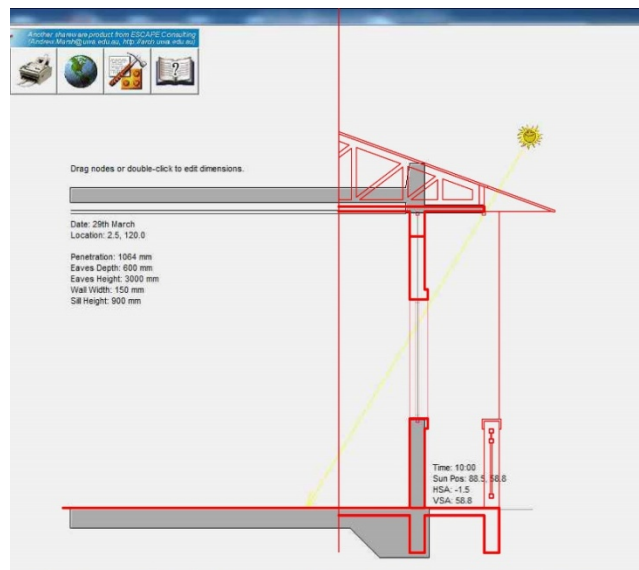 Another shareware product from ESCAPE Consulting
(Andrew.Marsh@uwa.edu.au, http://arch.uwa.edu.au)
Drag nodes or double-click to edit dimensions.
Date: 29th March
Location: 2.5, 120.0
Penetration: 1064 mm
Eaves Depth: 600 mm
Eaves Height: 3000 mm
Wall Width: 150 mm
Sill Height: 900 mm
Time: 10:00
Sun Pos: 88.5, 58.8
HSA: -1.5
VSA: 58.8